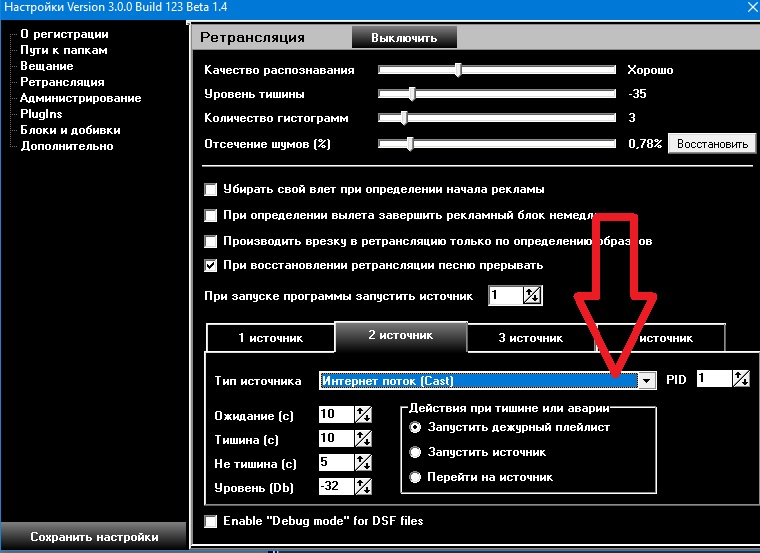 Настройки Version 3.0.0 Build 123 Beta 1.4
О регистрации
Пути к папкам
Вещание
Ретрансляция
Администрирование
PlugIns
Блоки и добивки
Дополнительно
Сохранить настройки
Ретрансляция Выключить
Качество распознавания Хорошо
Уровень тишины -35
Количество гистограмм 3
Отсечение шумов (%) 0,78% Восстановить
Убирать свой влет при определении начала рекламы
При определении вылета завершить рекламный блок
Производить врезку в ретрансляцию только по определению
При восстановлении ретрансляции песню прерывать
При запуске программы запустить источник 1
1 источник 2 источник 3 источник источник
Тип источника Интернет поток (Cast) PID 1
Ожидание (с) 10
Тишина (с) 10
Не тишина (с) 5
Уровень (Db) -32
Действия при тишине или аварии
Запустить дежурный плейлист
Запустить источник
Перейти на источник
Enable "Debug mode" for DSF files